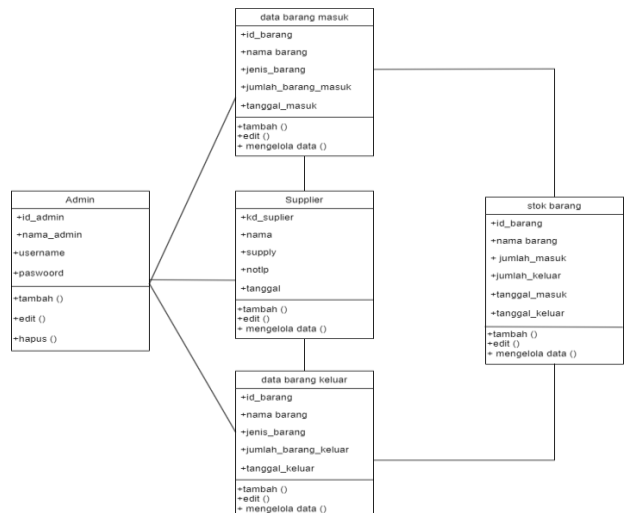 data barang masuk
+id_barang
+nama barang
+jenis_barang
+jumlah_barang_masuk
+tanggal_masuk
+tambah ()
+edit ()
+ mengelola data ()
Admin
+id_admin
+nama_admin
+username
+paswoord
+tambah ()
+edit ()
+hapus ()
Supplier
+kd_suplier
+nama
+supply
+notlp
+tanggal
+tambah ()
+edit ()
+ mengelola data ()
stok barang
+id_barang
+nama barang
+ jumlah_masuk
+jumlah_keluar
+tanggal_masuk
+tanggal_keluar
+tambah ()
+edit ()
+ mengelola data ()
data barang keluar
+id_barang
+nama barang
+jenis_barang
+jumlah_barang_keluar
+tanggal_keluar
+tambah ()
+edit ()
+ mengelola data ()